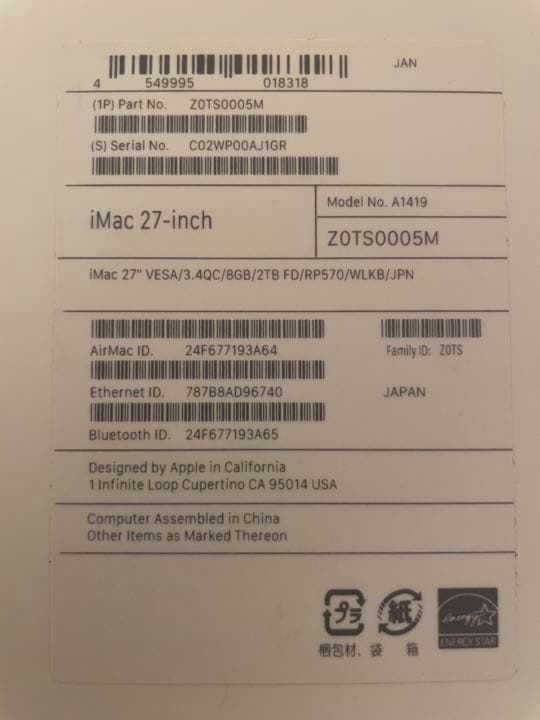 JAN
4 549995 018318
(1P) Part No. Z0TS0005M
(S) Serial No. C02WP00AJ1GR
iMac 27-inch
Model No. A1419
Z0TS0005M
iMac 27" VESA/3.4QC/8GB/2TB FD/RP570/WLKB/JPN
AirMac ID. 24F677193A64
Family ID: Z0TS
Ethernet ID. 787B8AD96740
JAPAN
Bluetooth ID. 24F677193A65
Designed by Apple in California
1 Infinite Loop Cupertino CA 95014 USA
Computer Assembled in China
Other Items as Marked Thereon
プラ
紙
energy
ENERGY STAR
梱包材、袋 箱